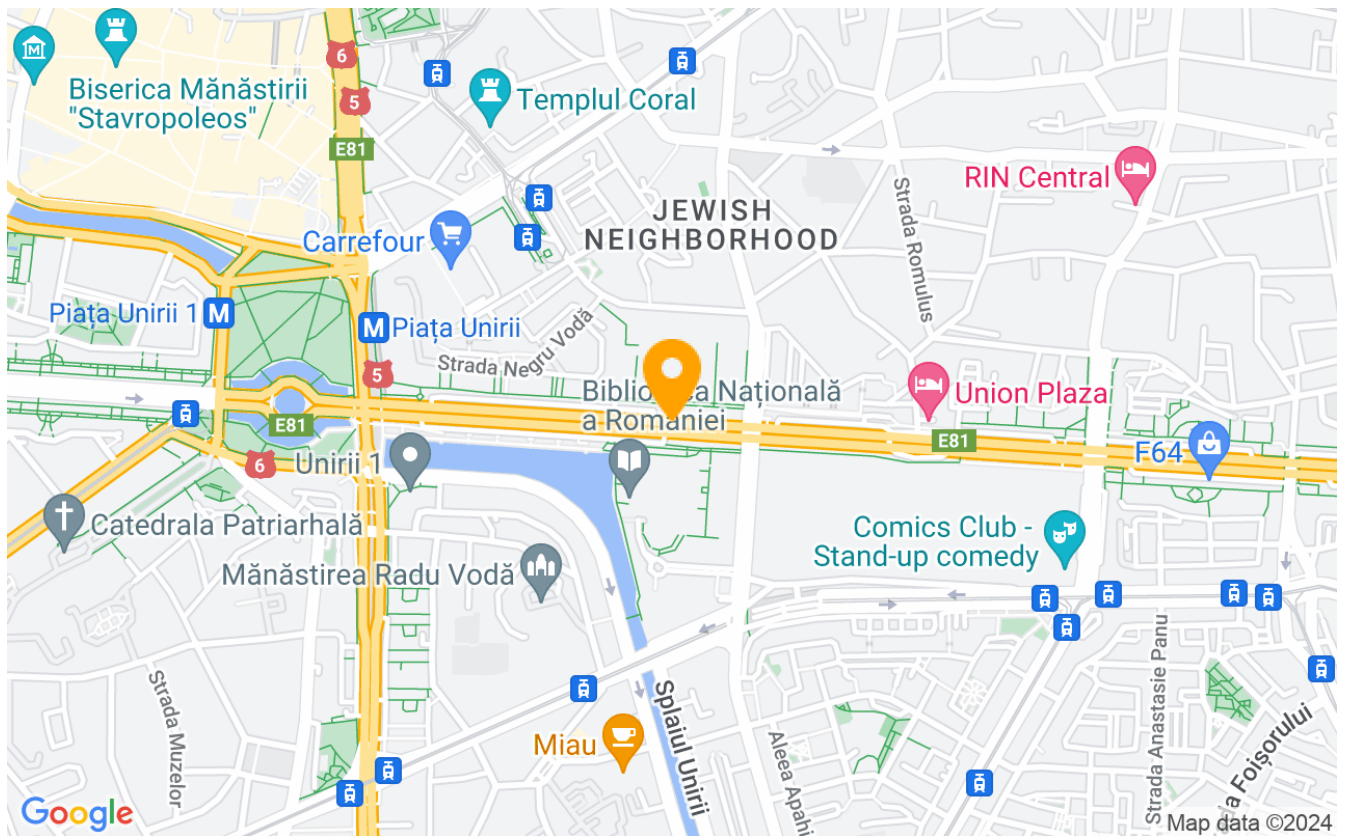 6
Biserica Mănăstirii
"Stavropoleos"
5
Templul Coral
E81
RIN Central
JEWISH
NEIGHBORHOOD
Strada Romulus
Carrefour
Piața Unirii 1
M
M
Piața Unirii
Strada Negru Vodă
5
Biblioteca Națională
a României
Union Plaza
E81
E81
F64
6
Unirii 1
Catedrala Patriarhală
Comics Club -
Stand-up comedy
Mănăstirea Radu Vodă
Strada Muzelor
Splaiul Unirii
Miau
Aleea Apahi
Strada Anastasie Panu
da Foișorului
Google
Map data ©2024